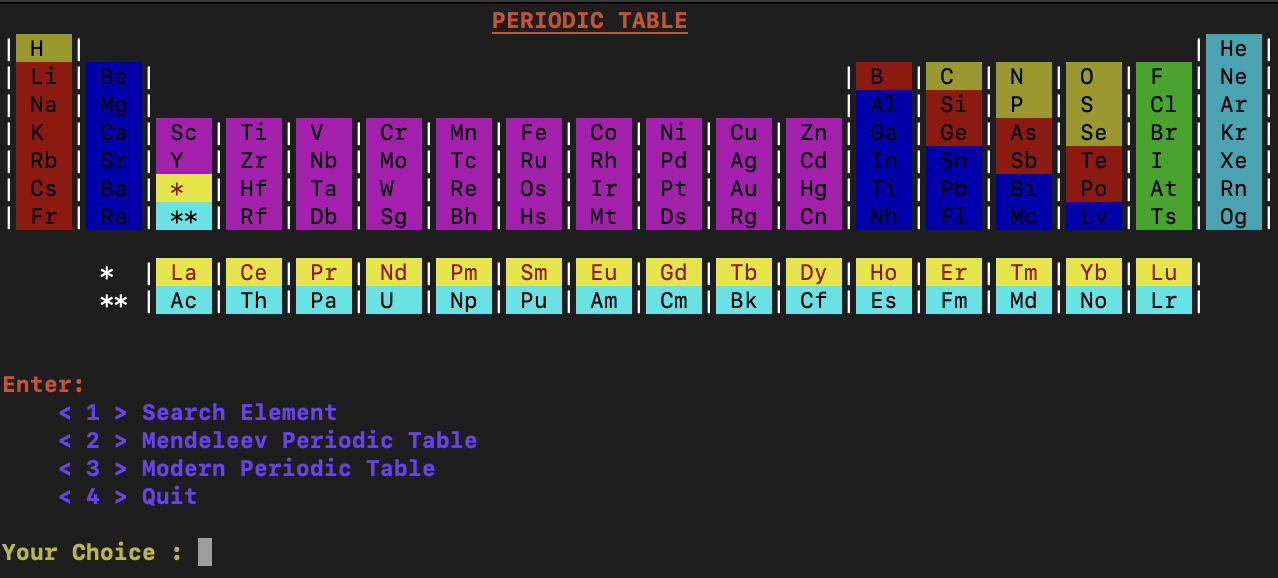 PERIODIC TABLE
| H | | He |
| Li | Be | | B | C | N | O | F | Ne |
| Na | Mg | | Al | Si | P | S | Cl | Ar |
| K | Ca | Sc | Ti | V | Cr | Mn | Fe | Co | Ni | Cu | Zn | Ga | Ge | As | Se | Br | Kr |
| Rb | Sr | Y | Zr | Nb | Mo | Tc | Ru | Rh | Pd | Ag | Cd | In | Sn | Sb | Te | I | Xe |
| Cs | Ba | * | Hf | Ta | W | Re | Os | Ir | Pt | Au | Hg | Ti | Pb | Bi | Po | At | Rn |
| Fr | Ra | ** | Rf | Db | Sg | Bh | Hs | Mt | Ds | Rg | Cn | Nh | Fl | Mc | Lv | Ts | Og |
* | La | Ce | Pr | Nd | Pm | Sm | Eu | Gd | Tb | Dy | Ho | Er | Tm | Yb | Lu |
** | Ac | Th | Pa | U | Np | Pu | Am | Cm | Bk | Cf | Es | Fm | Md | No | Lr |
Enter:
< 1 > Search Element
< 2 > Mendeleev Periodic Table
< 3 > Modern Periodic Table
< 4 > Quit
Your Choice :